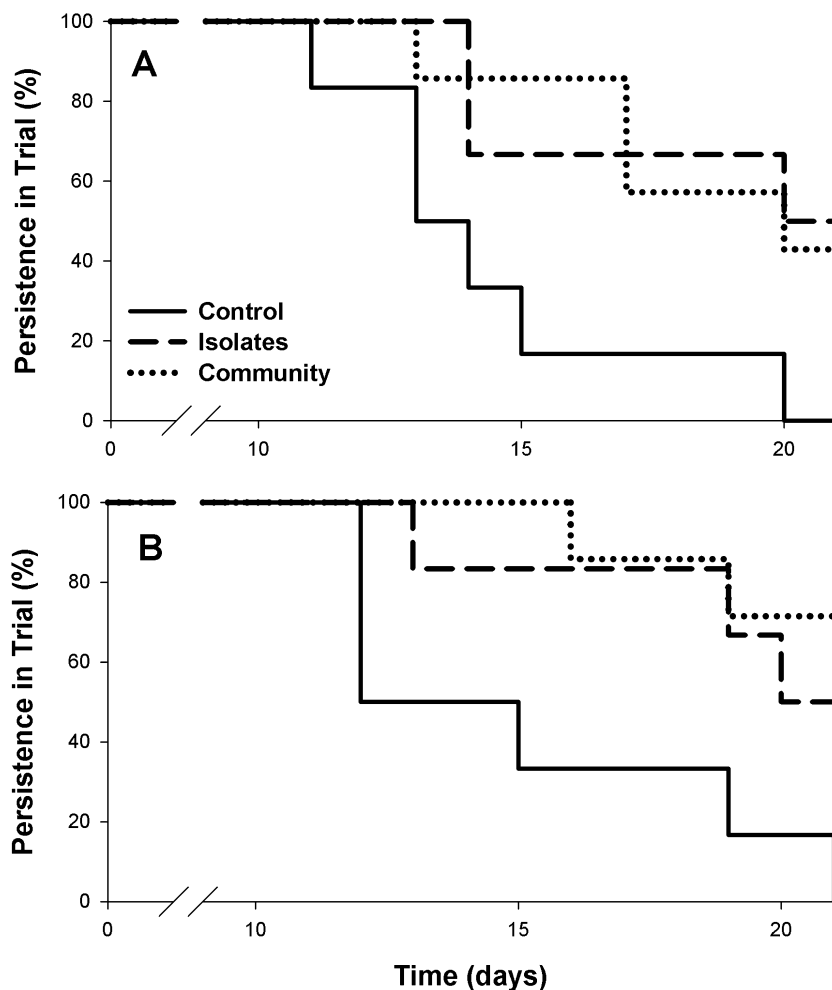 Persistence in Trial (%)
100
80
60
40
20
0
A
Control
Isolates
Community
0 10 15 20
Persistence in Trial (%)
100
80
60
40
20
0
B
0 10 15 20
Time (days)